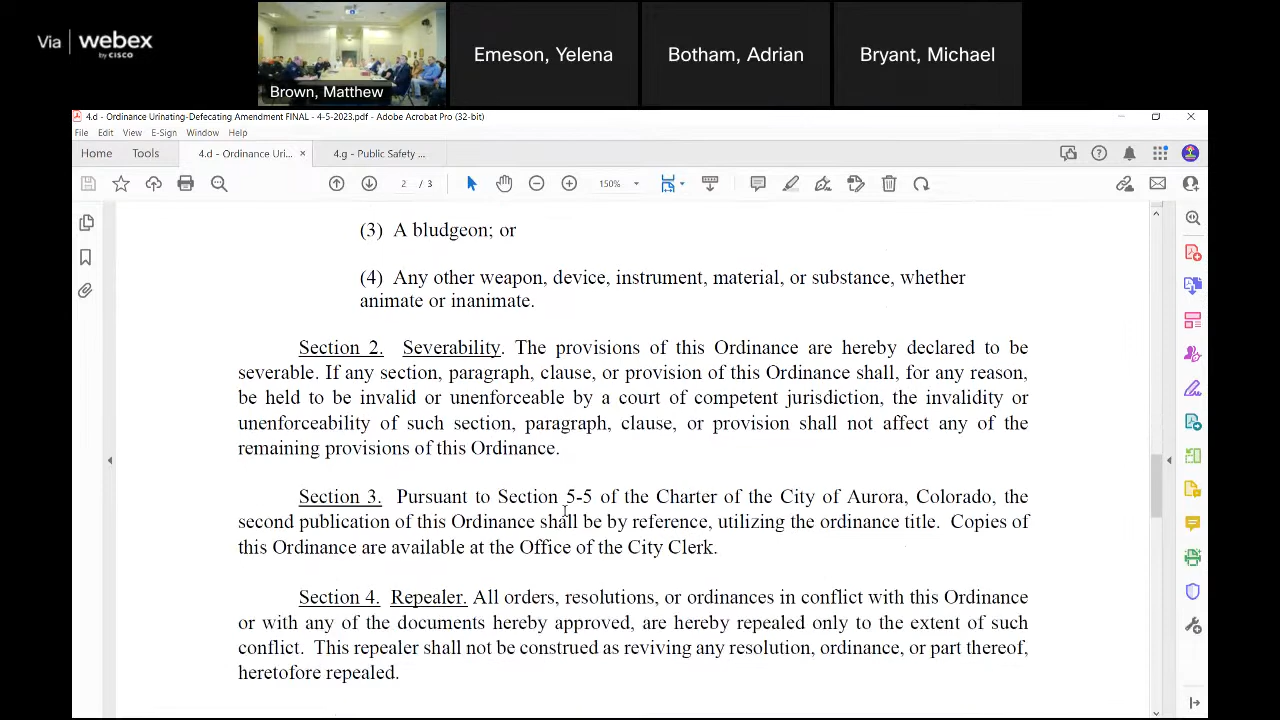 Via webex
by CISCO
Brown, Matthew
Emeson, Yelena
Botham, Adrian
Bryant, Michael
4.d - Ordinance Urinating-Defecating Amendment FINAL - 4-5-2023.pdf - Adobe Acrobat Pro (32-bit)
File Edit View E-Sign Window Help
Home Tools 4.d - Ordinance Uri... × 4.g - Public Safety ...
2 / 3 150%
(3) A bludgeon; or
(4) Any other weapon, device, instrument, material, or substance, whether
animate or inanimate.
Section 2. Severability. The provisions of this Ordinance are hereby declared to be
severable. If any section, paragraph, clause, or provision of this Ordinance shall, for any reason,
be held to be invalid or unenforceable by a court of competent jurisdiction, the invalidity or
unenforceability of such section, paragraph, clause, or provision shall not affect any of the
remaining provisions of this Ordinance.
Section 3. Pursuant to Section 5-5 of the Charter of the City of Aurora, Colorado, the
second publication of this Ordinance shall be by reference, utilizing the ordinance title. Copies of
this Ordinance are available at the Office of the City Clerk.
Section 4. Repealer. All orders, resolutions, or ordinances in conflict with this Ordinance
or with any of the documents hereby approved, are hereby repealed only to the extent of such
conflict. This repealer shall not be construed as reviving any resolution, ordinance, or part thereof,
heretofore repealed.